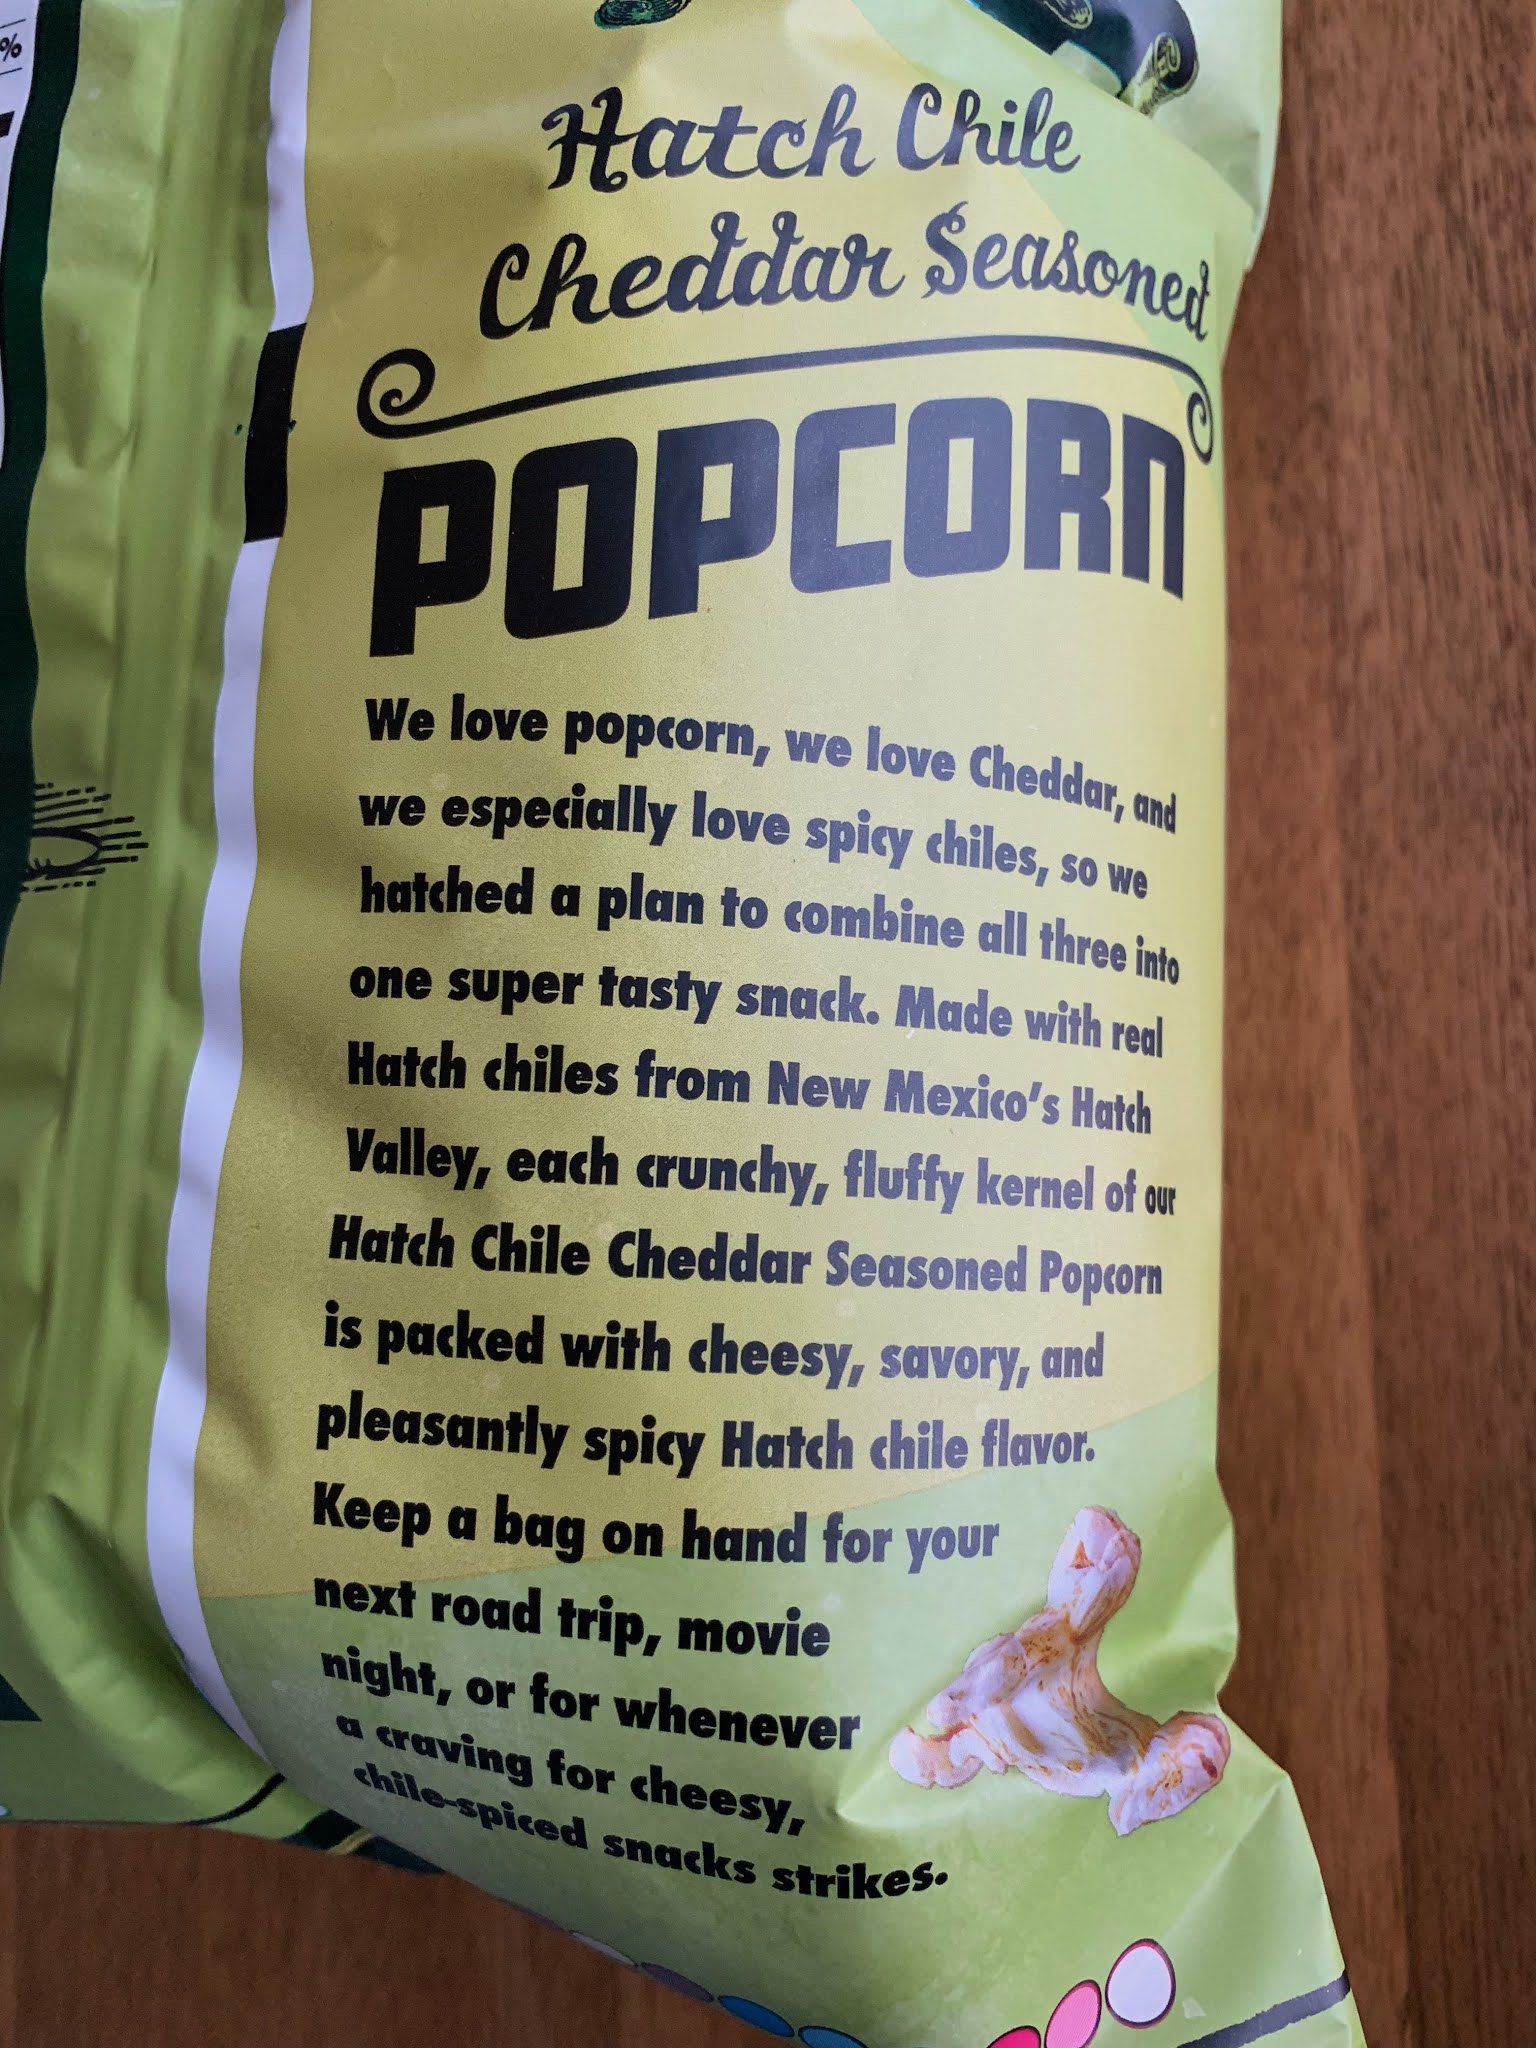 %
Hatch Chile
Cheddar Seasoned
POPCORN
We love popcorn, we love Cheddar, and
we especially love spicy chiles, so we
hatched a plan to combine all three into
one super tasty snack. Made with real
Hatch chiles from New Mexico's Hatch
Valley, each crunchy, fluffy kernel of our
Hatch Chile Cheddar Seasoned Popcorn
is packed with cheesy, savory, and
pleasantly spicy Hatch chile flavor.
Keep a bag on hand for your
next road trip, movie
night, or for whenever
a craving for cheesy,
chile-spiced snacks strikes.